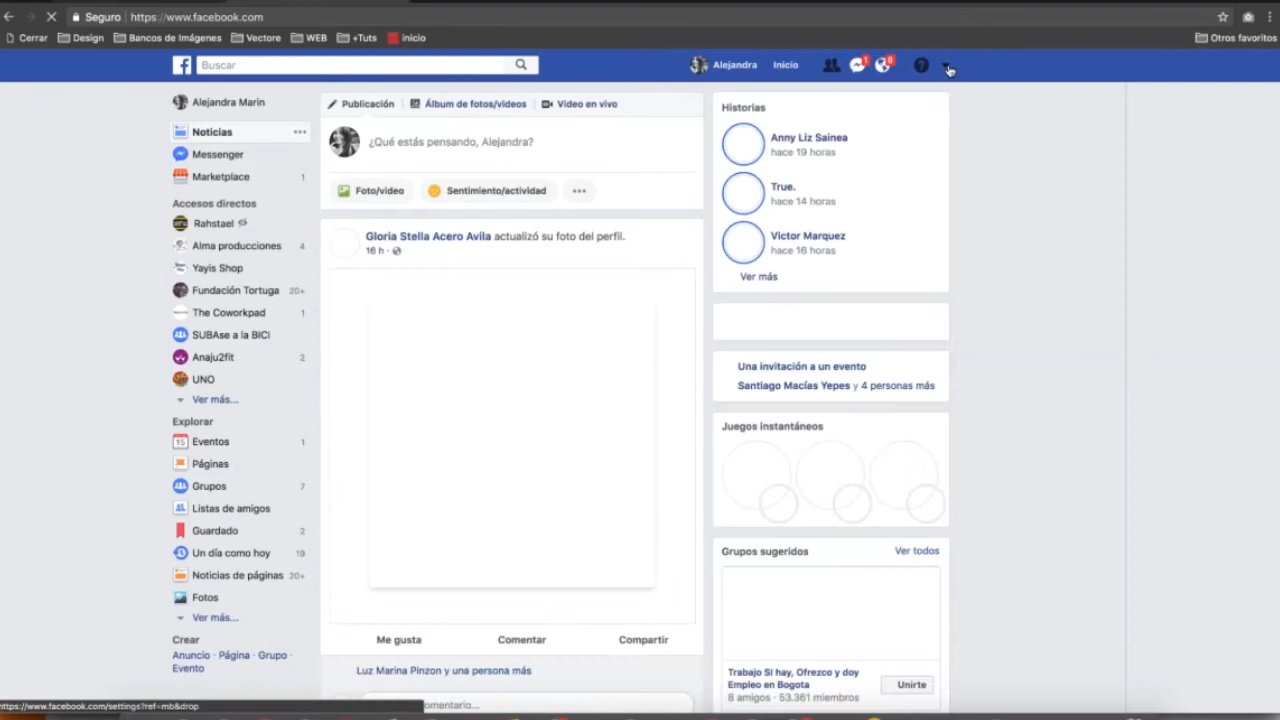 Seguro https://www.facebook.com
Cerrar Design Bancos de Imágenes Vectore WEB +Tuts Inicio Otros favoritos
Buscar
Alejandra Inicio 1 8
Alejandra Marin
Noticias
Messenger
Marketplace 1
Accesos directos
Rahstael
Alma producciones 4
Yayis Shop
Fundación Tortuga 20+
The Coworkpad 1
SUBAse a la BICI
Anaju2fit 2
UNO
Ver más...
Explorar
15 Eventos 1
Páginas
Grupos 7
Listas de amigos
Guardado 2
Un día como hoy 19
Noticias de páginas 20+
Fotos
Ver más...
Crear
Anuncio · Página · Grupo ·
Evento
https://www.facebook.com/settings?ref=mb&drop
Publicación Álbum de fotos/videos Video en vivo
¿Qué estás pensando, Alejandra?
Foto/video Sentimiento/actividad
Gloria Stella Acero Avila actualizó su foto del perfil.
16 h ·
Me gusta Comentar Compartir
Luz Marina Pinzon y una persona más
omentario...
Historias
Anny Liz Sainea
hace 19 horas
True.
hace 14 horas
Victor Marquez
hace 16 horas
Ver más
Una invitación a un evento
Santiago Macías Yepes y 4 personas más
Juegos instantáneos
Grupos sugeridos Ver todos
Trabajo SI hay, Ofrezco y doy
Empleo en Bogota
8 amigos · 53.361 miembros
Unirte